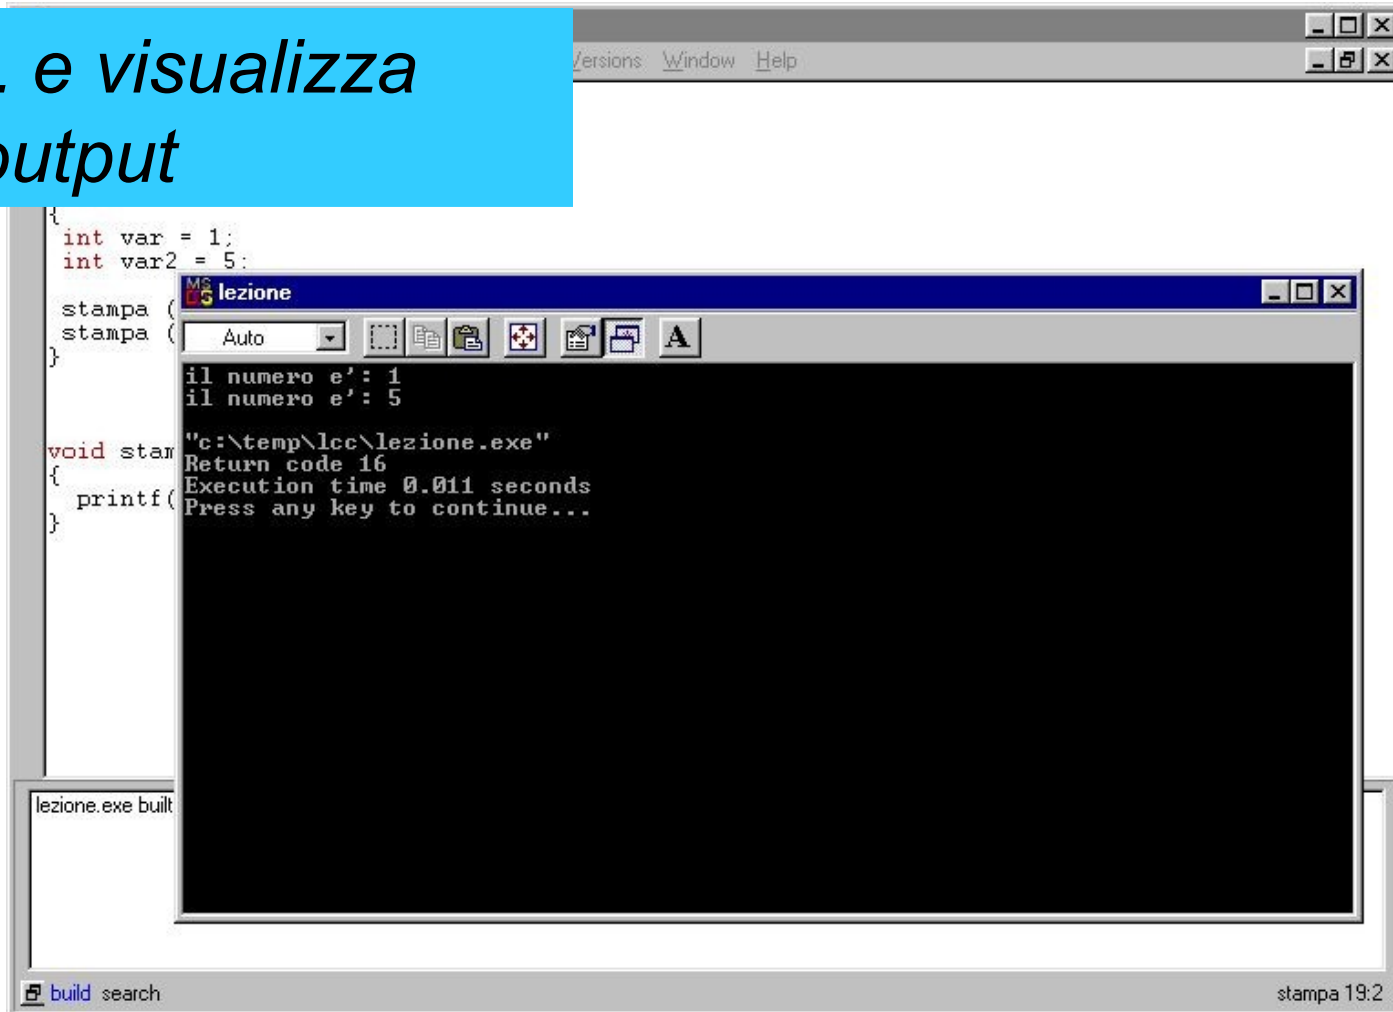 . e visualizza
output
Versions Window Help
{
int var = 1;
int var2 = 5;
stampa (
stampa (
}
void stam
{
printf(
}
MS DOS lezione
Auto
A
il numero e': 1
il numero e': 5
"c:\temp\lcc\lezione.exe"
Return code 16
Execution time 0.011 seconds
Press any key to continue...
lezione.exe built
build search
stampa 19:2